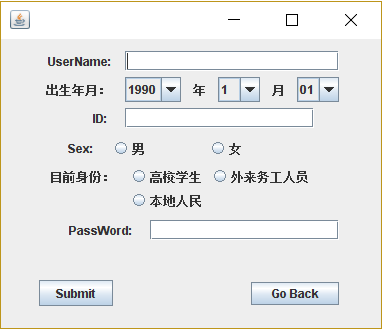 UserName:
出生年月： 1990 年 1 月 01
ID:
Sex: 男 女
目前身份： 高梭学生 外来务工人员
本地人民
PassWord:
Submit Go Back